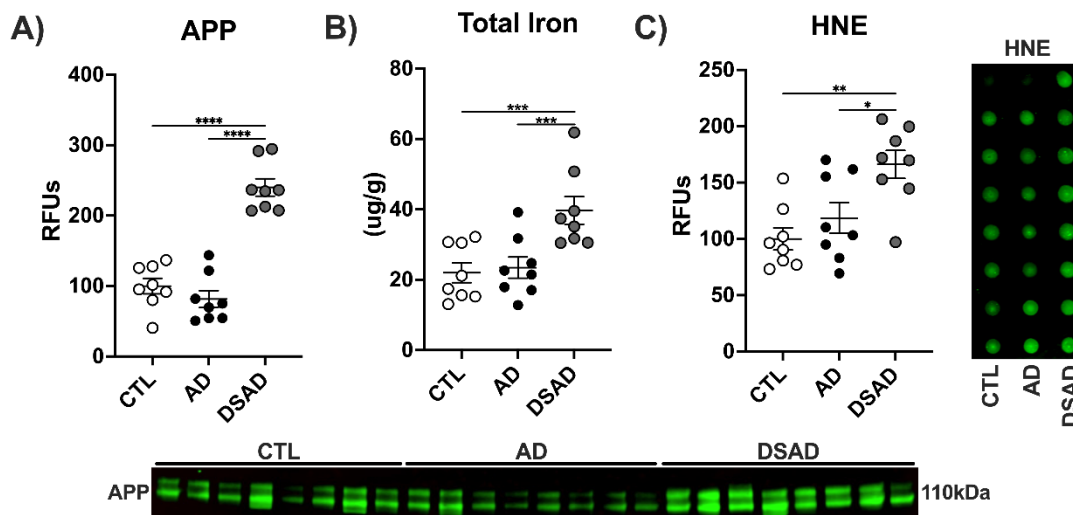 A)
APP
RFUs
400
300
200
100
0
****
****
CTL
AD
DSAD
B)
Total Iron
(ug/g)
80
60
40
20
0
***
***
CTL
AD
DSAD
C)
HNE
RFUs
250
200
150
100
50
0
**
*
CTL
AD
DSAD
HNE
CTL
AD
DSAD
CTL AD DSAD
APP 110kDa